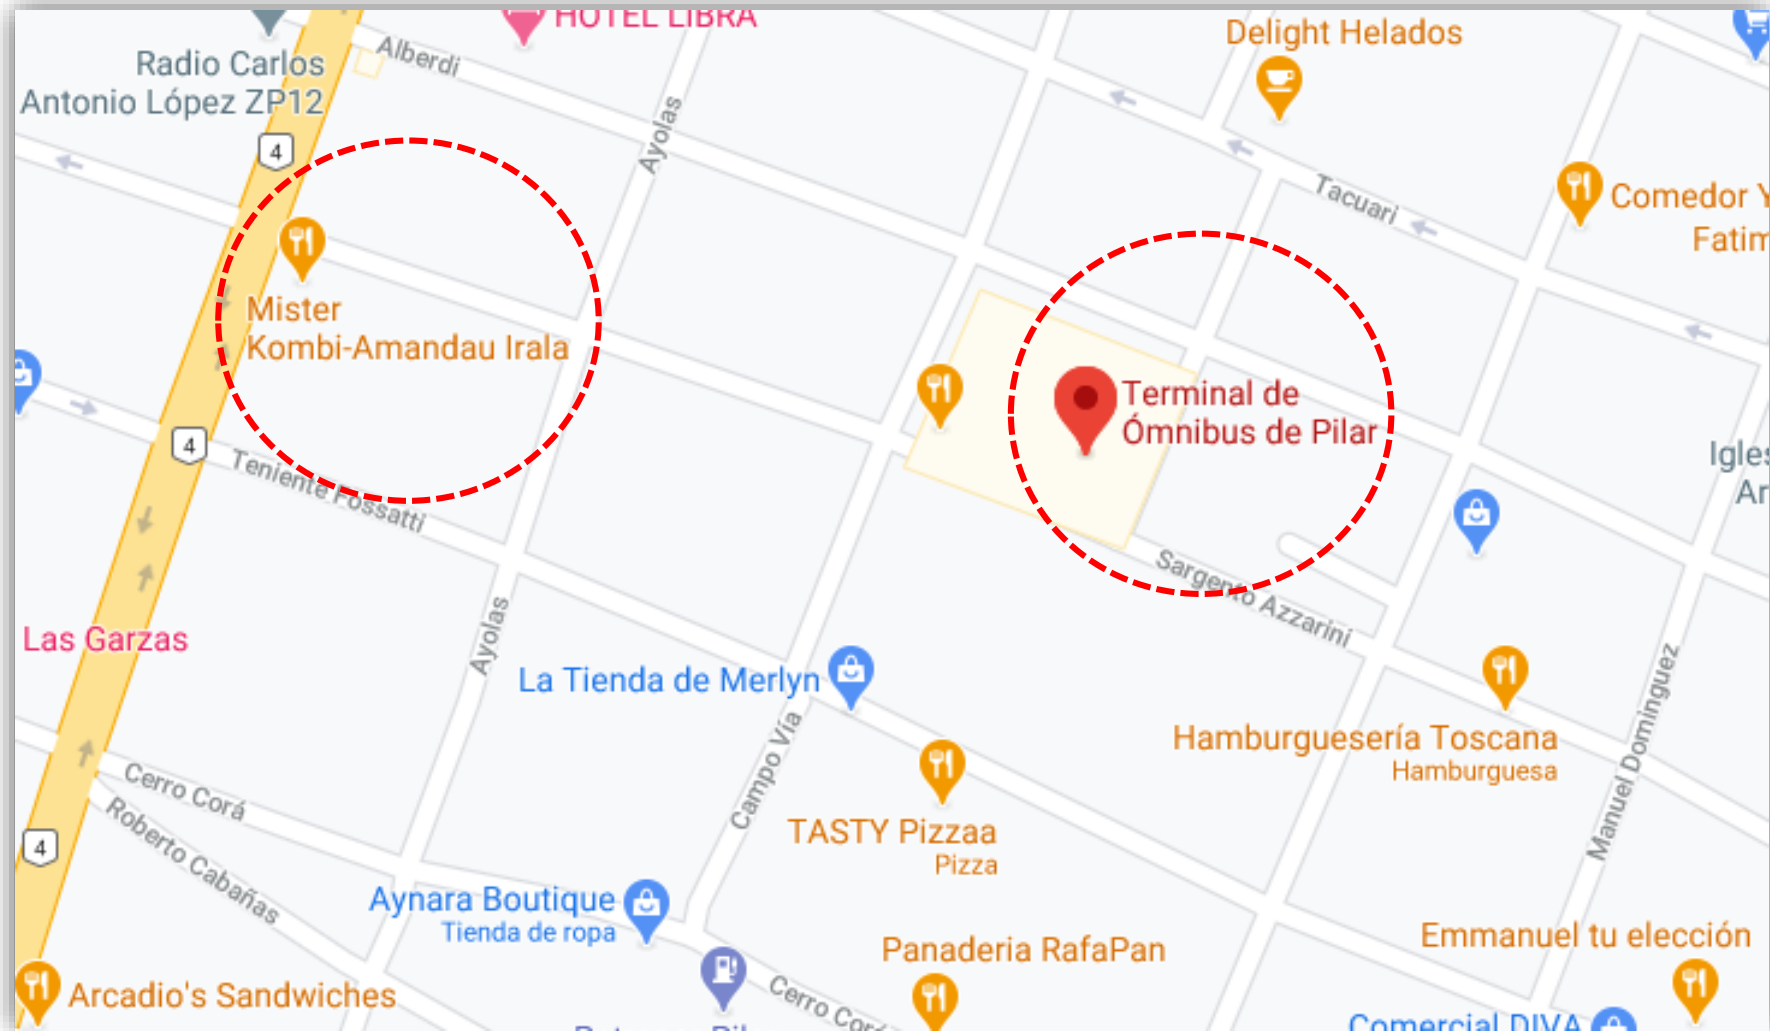 HOTEL LIBRA
Delight Helados
Radio Carlos
Antonio López ZP12
Alberdi
4
Ayolas
Tacuari
Comedor Y
Fatim
Mister
Kombi-Amandau Irala
Terminal de
Ómnibus de Pilar
4
Teniente Fossatti
Igles
Ar
Sargento Azzarini
Ayolas
Las Garzas
La Tienda de Merlyn
Campo Vía
Hamburguesería Toscana
Hamburguesa
Manuel Dominguez
Cerro Corá
Roberto Cabañas
4
TASTY Pizzaa
Pizza
Aynara Boutique
Tienda de ropa
Panaderia RafaPan
Emmanuel tu elección
Arcadio's Sandwiches
Cerro Corá
Comercial DIVA